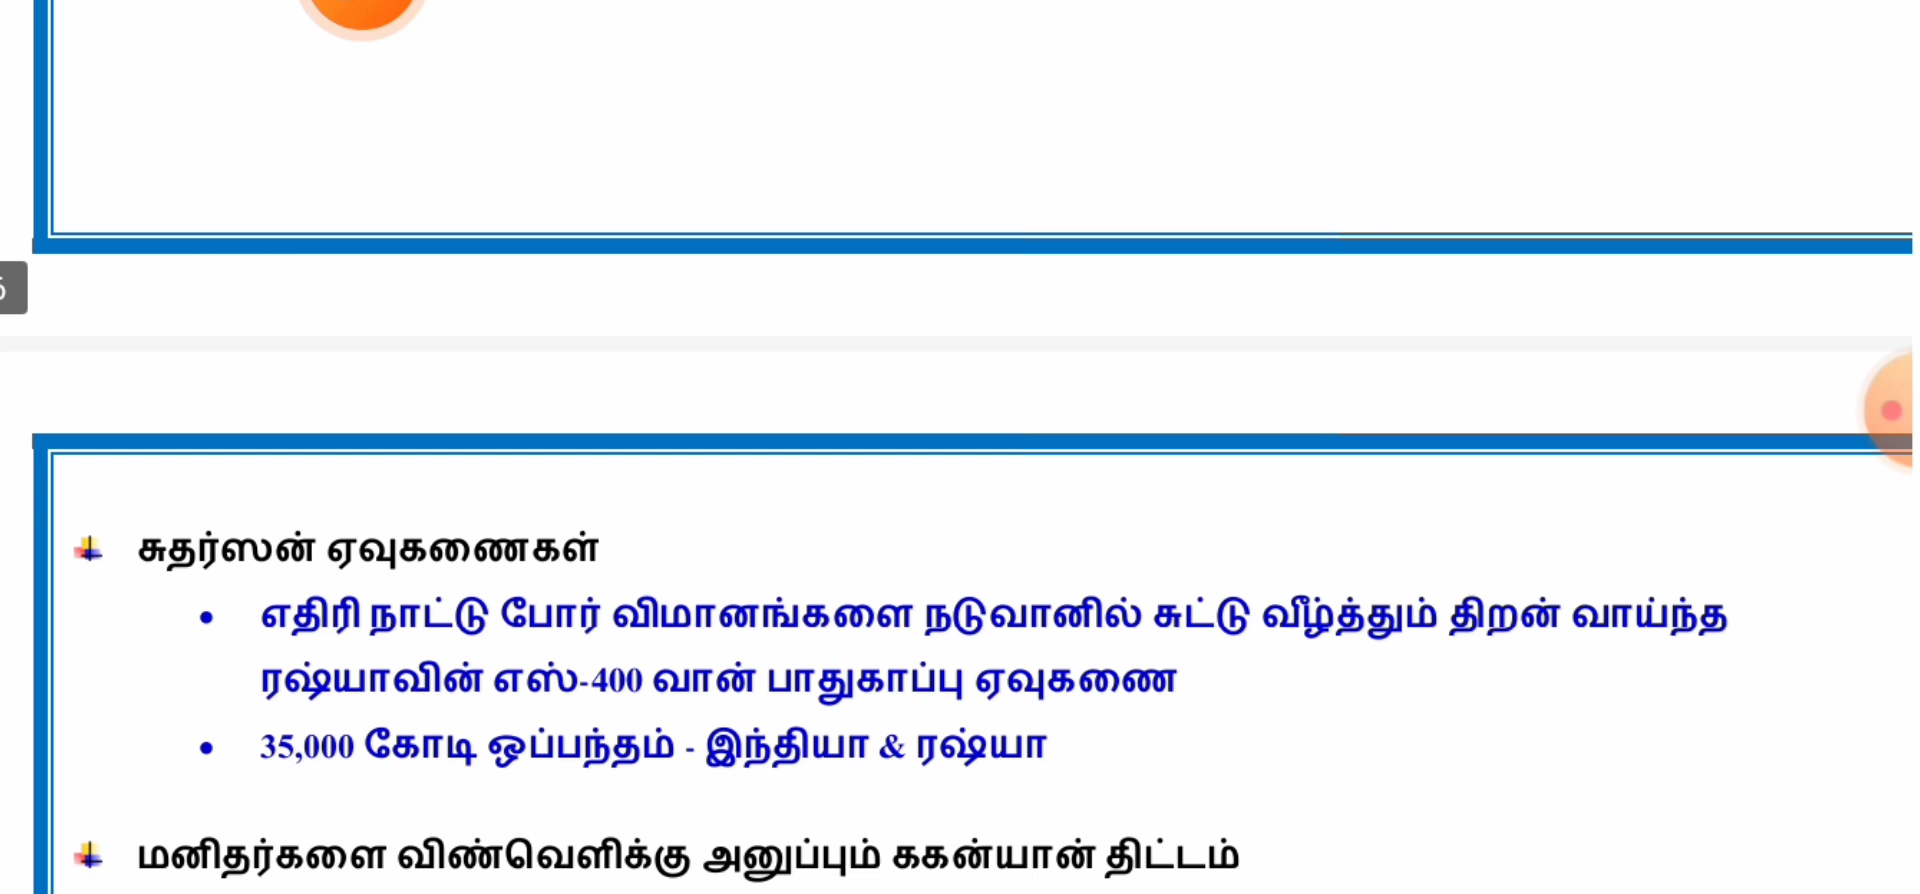 சுதர்ஸன் ஏவுகணைகள்
• எதிரி நாட்டு போர் விமானங்களை நடுவானில் சுட்டு வீழ்த்தும் திறன் வாய்ந்த
ரஷ்யாவின் எஸ்-400 வான் பாதுகாப்பு ஏவுகணை
• 35,000 கோடி ஒப்பந்தம் - இந்தியா & ரஷ்யா
மனிதர்களை விண்வெளிக்கு அனுப்பும் ககன்யான் திட்டம்